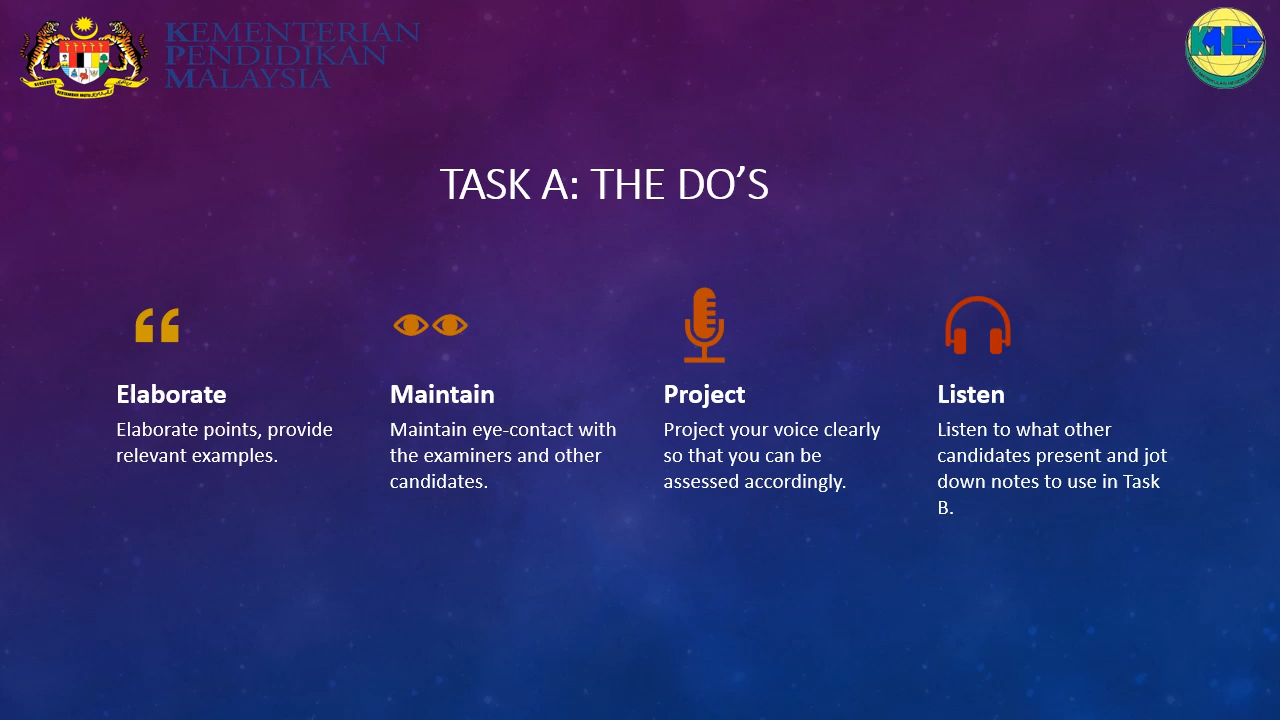 KEMENTERIAN
PENDIDIKAN
MALAYSIA
TASK A: THE DO’S
Elaborate
Elaborate points, provide
relevant examples.
Maintain
Maintain eye-contact with
the examiners and other
candidates.
Project
Project your voice clearly
so that you can be
assessed accordingly.
Listen
Listen to what other
candidates present and jot
down notes to use in Task
B.